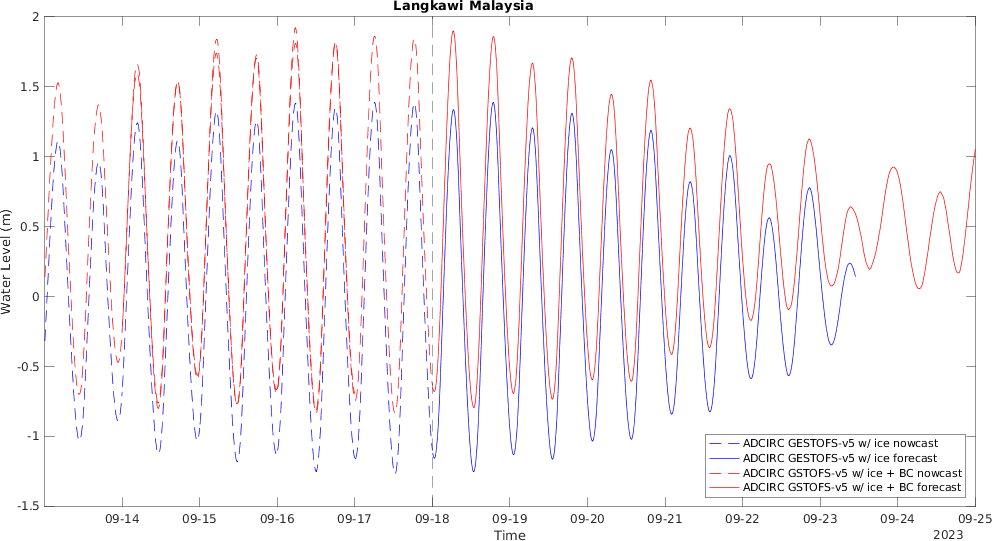 Langkawi Malaysia
2
1.5
1
0.5
0
-0.5
-1
-1.5
Water Level (m)
ADCIRC GESTOFS-v5 w/ ice nowcast
ADCIRC GESTOFS-v5 w/ ice forecast
ADCIRC GSTOFS-v5 w/ ice + BC nowcast
ADCIRC GSTOFS-v5 w/ ice + BC forecast
09-14 09-15 09-16 09-17 09-18 09-19 09-20 09-21 09-22 09-23 09-24 09-25
Time
2023